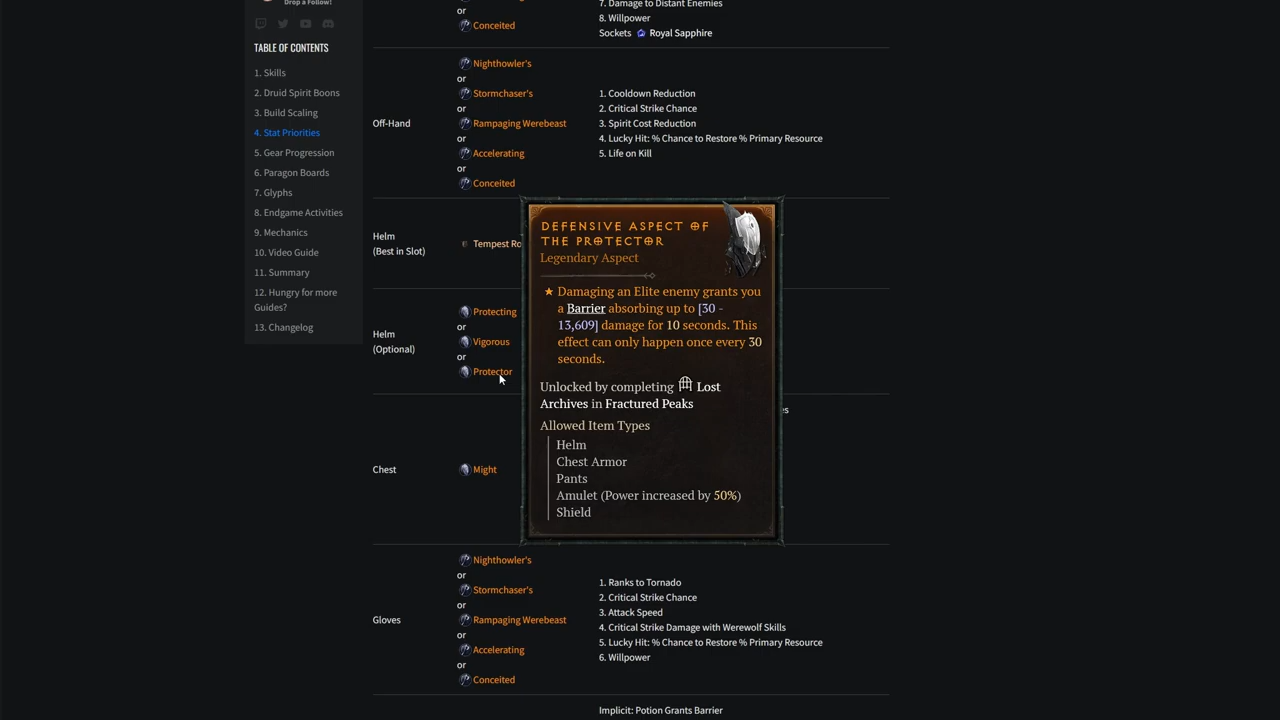 Drop a Follow!
TABLE OF CONTENTS
1. Skills
2. Druid Spirit Boons
3. Build Scaling
4. Stat Priorities
5. Gear Progression
6. Paragon Boards
7. Glyphs
8. Endgame Activities
9. Mechanics
10. Video Guide
11. Summary
12. Hungry for more
Guides?
13. Changelog
or
Conceited
7. Damage to Distant Enemies
8. Willpower
Sockets Royal Sapphire
Off-Hand
Nighthowler's
or
Stormchaser's
or
Rampaging Werebeast
or
Accelerating
or
Conceited
1. Cooldown Reduction
2. Critical Strike Chance
3. Spirit Cost Reduction
4. Lucky Hit: % Chance to Restore % Primary Resource
5. Life on Kill
Helm
(Best in Slot)
Tempest Ro
Helm
(Optional)
Protecting
or
Vigorous
or
Protector
DEFENSIVE ASPECT OF
THE PROTECTOR
Legendary Aspect
Damaging an Elite enemy grants you
a Barrier absorbing up to [30 -
13,609] damage for 10 seconds. This
effect can only happen once every 30
seconds.
Unlocked by completing Lost
Archives in Fractured Peaks
Allowed Item Types
Helm
Chest Armor
Pants
Amulet (Power increased by 50%)
Shield
Chest
Might
Gloves
Nighthowler's
or
Stormchaser's
or
Rampaging Werebeast
or
Accelerating
or
Conceited
1. Ranks to Tornado
2. Critical Strike Chance
3. Attack Speed
4. Critical Strike Damage with Werewolf Skills
5. Lucky Hit: % Chance to Restore % Primary Resource
6. Willpower
Implicit: Potion Grants Barrier